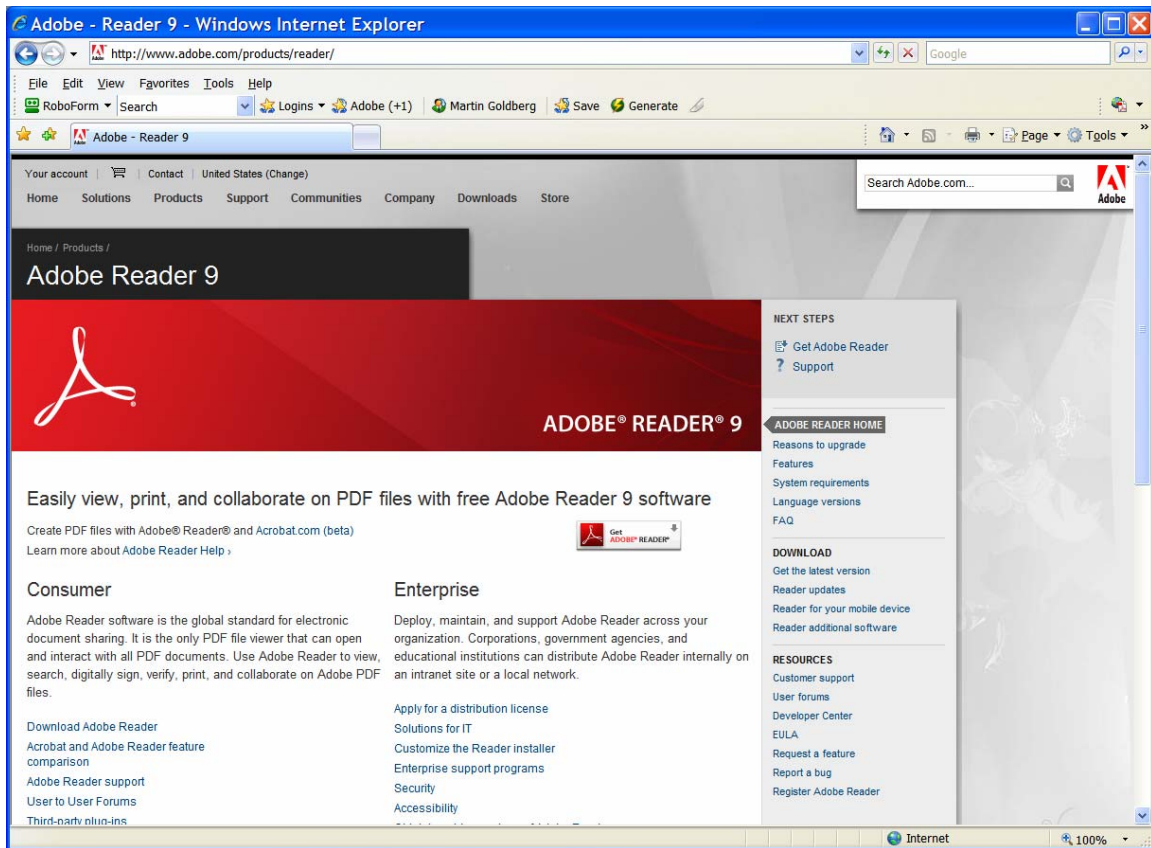 Adobe - Reader 9 - Windows Internet Explorer
http://www.adobe.com/products/reader/
Google
File Edit View Favorites Tools Help
RoboForm Search Logins Adobe (+1) Martin Goldberg Save Generate
Adobe - Reader 9
Page Tools »
Your account | | Contact | United States (Change)
Search Adobe.com...
Adobe
Home Solutions Products Support Communities Company Downloads Store
Home / Products /
Adobe Reader 9
ADOBE® READER® 9
Easily view, print, and collaborate on PDF files with free Adobe Reader 9 software
Create PDF files with Adobe® Reader® and Acrobat.com (beta)
Learn more about Adobe Reader Help ›
Get
ADOBE® READER®
Consumer
Adobe Reader software is the global standard for electronic
document sharing. It is the only PDF file viewer that can open
and interact with all PDF documents. Use Adobe Reader to view,
search, digitally sign, verify, print, and collaborate on Adobe PDF
files.
Download Adobe Reader
Acrobat and Adobe Reader feature
comparison
Adobe Reader support
User to User Forums
Third-party plug-ins
Enterprise
Deploy, maintain, and support Adobe Reader across your
organization. Corporations, government agencies, and
educational institutions can distribute Adobe Reader internally on
an intranet site or a local network.
Apply for a distribution license
Solutions for IT
Customize the Reader installer
Enterprise support programs
Security
Accessibility
NEXT STEPS
Get Adobe Reader
? Support
ADOBE READER HOME
Reasons to upgrade
Features
System requirements
Language versions
FAQ
DOWNLOAD
Get the latest version
Reader updates
Reader for your mobile device
Reader additional software
RESOURCES
Customer support
User forums
Developer Center
EULA
Request a feature
Report a bug
Register Adobe Reader
Internet
100%